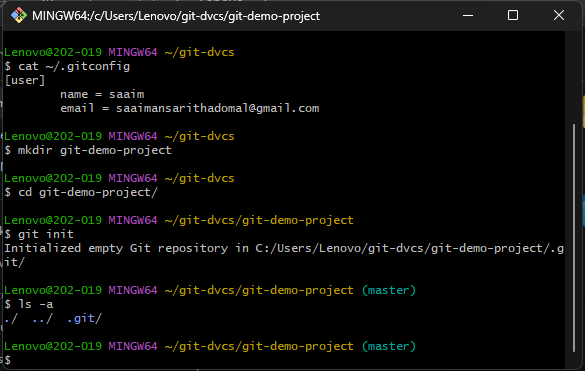 MINGW64:/c/Users/Lenovo/git-dvcs/git-demo-project
Lenovo@202-019 MINGW64 ~/git-dvcs
$ cat ~/.gitconfig
[user]
        name = saaim
        email = saaimansarithadomal@gmail.com
Lenovo@202-019 MINGW64 ~/git-dvcs
$ mkdir git-demo-project
Lenovo@202-019 MINGW64 ~/git-dvcs
$ cd git-demo-project/
Lenovo@202-019 MINGW64 ~/git-dvcs/git-demo-project
$ git init
Initialized empty Git repository in C:/Users/Lenovo/git-dvcs/git-demo-project/.g
it/
Lenovo@202-019 MINGW64 ~/git-dvcs/git-demo-project (master)
$ ls -a
./  ../  .git/
Lenovo@202-019 MINGW64 ~/git-dvcs/git-demo-project (master)
$